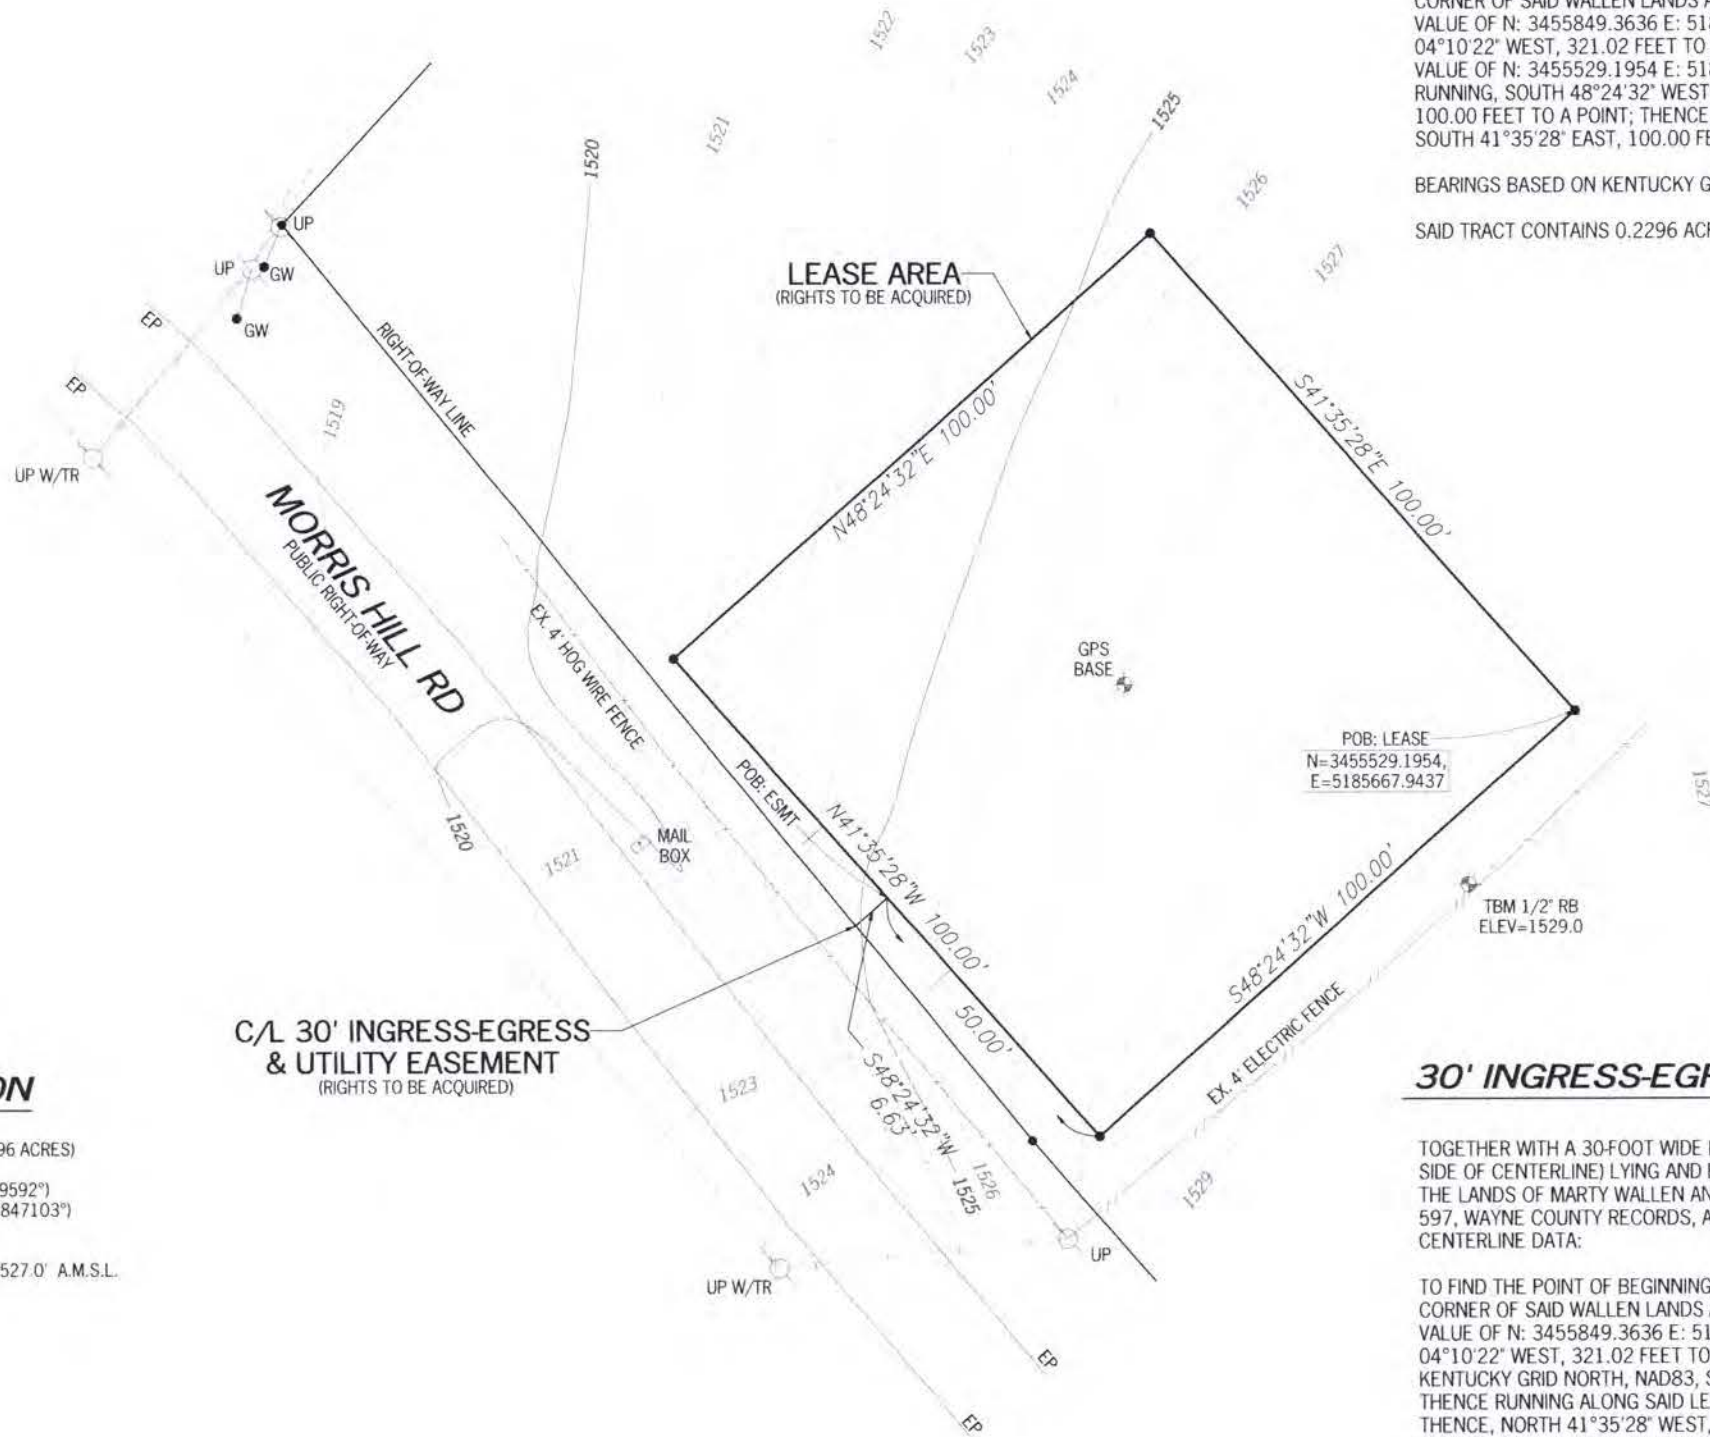 CORNER OF SAID WALLEN LANDS
VALUE OF N: 3455849.3636 E:
04°10'22" WEST, 321.02 FEET TO
VALUE OF N: 3455529.1954 E:
RUNNING, SOUTH 48°24'32" WEST
100.00 FEET TO A POINT; THENCE
SOUTH 41°35'28" EAST, 100.00
BEARINGS BASED ON KENTUCKY
SAID TRACT CONTAINS 0.2296
1522
1523
1524
1525
1521
1520
1526
1527
UP
UP
GW
GW
EP
EP
UP W/TR
1519
RIGHT-OF-WAY LINE
LEASE AREA
(RIGHTS TO BE ACQUIRED)
N48°24'32"E 100.00'
S41°35'28"E 100.00'
MORRIS HILL RD
PUBLIC RIGHT-OF-WAY
EX. 4' HOG WIRE FENCE
GPS
BASE
POB: LEASE
N=3455529.1954,
E=5185667.9437
1527
POB: ESMT
N41°35'28"W 100.00'
50.00'
MAIL
BOX
1520
1521
TBM 1/2" RB
ELEV=1529.0
S48°24'32"W 100.00'
EX. 4' ELECTRIC FENCE
C/L 30' INGRESS-EGRESS
& UTILITY EASEMENT
(RIGHTS TO BE ACQUIRED)
S48°24'32"W
6.63'
1523
1524
1525
1526
1529
UP
UP W/TR
EP
EP
ON
96 ACRES)
9592°)
847103°)
527.0' A.M.S.L.
30' INGRESS-EGR
TOGETHER WITH A 30-FOOT WIDE
SIDE OF CENTERLINE) LYING AND
THE LANDS OF MARTY WALLEN
597, WAYNE COUNTY RECORDS,
CENTERLINE DATA:
TO FIND THE POINT OF BEGINNING
CORNER OF SAID WALLEN LANDS
VALUE OF N: 3455849.3636 E:
04°10'22" WEST, 321.02 FEET TO
KENTUCKY GRID NORTH, NAD83,
THENCE RUNNING ALONG SAID
THENCE, NORTH 41°35'28" WEST,